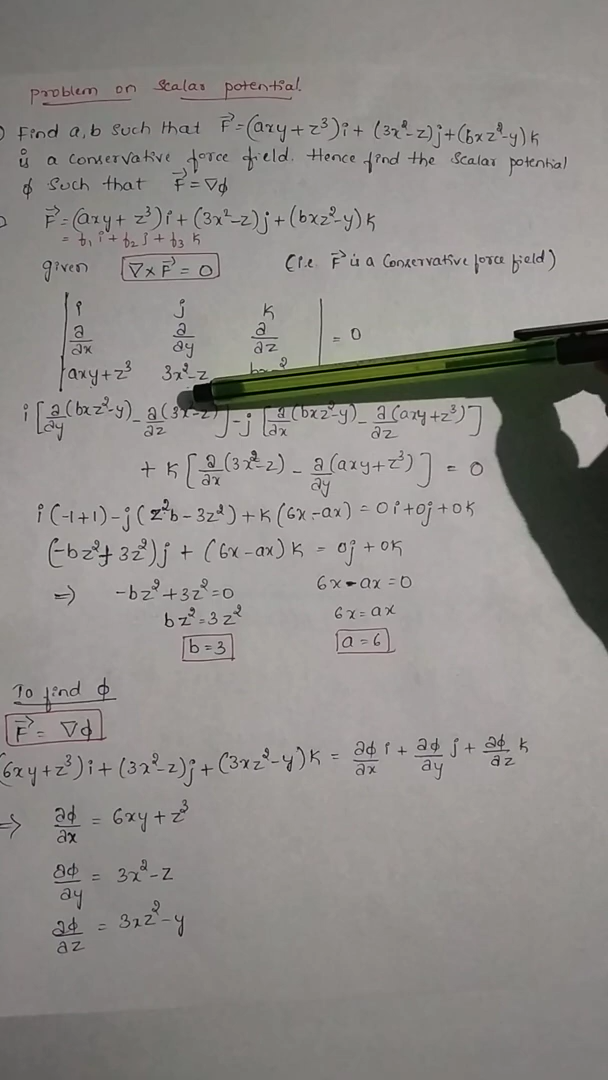 problem on scalar potential.
) Find a, b such that F⃗ = (axy + z³)i + (3x² - z)j + (bxz² - y)k
is a conservative force field. Hence find the scalar potential
ϕ such that F⃗ = ∇ϕ
F⃗ = (axy + z³)i + (3x² - z)j + (bxz² - y)k
= f₁ i + f₂ j + f₃ k
given ∇ × F⃗ = 0 (i.e. F⃗ is a conservative force field)
| i j k |
| ∂/∂x ∂/∂y ∂/∂z | = 0
| axy + z³ 3x² - z |
i [∂/∂y (bxz² - y) - ∂/∂z (3x² - z)] - j [∂/∂x (bxz² - y) - ∂/∂z (axy + z³)]
+ k [∂/∂x (3x² - z) - ∂/∂y (axy + z³)] = 0
i (-1 + 1) - j (z²b - 3z²) + k (6x - ax) = 0i + 0j + 0k
(-bz² + 3z²)j + (6x - ax)k = 0j + 0k
⇒ -bz² + 3z² = 0 6x - ax = 0
bz² = 3z² 6x = ax
b = 3 a = 6
To find ϕ
F⃗ = ∇ϕ
(6xy + z³)i + (3x² - z)j + (3xz² - y)k = ∂ϕ/∂x i + ∂ϕ/∂y j + ∂ϕ/∂z k
⇒ ∂ϕ/∂x = 6xy + z³
∂ϕ/∂y = 3x² - z
∂ϕ/∂z = 3xz² - y